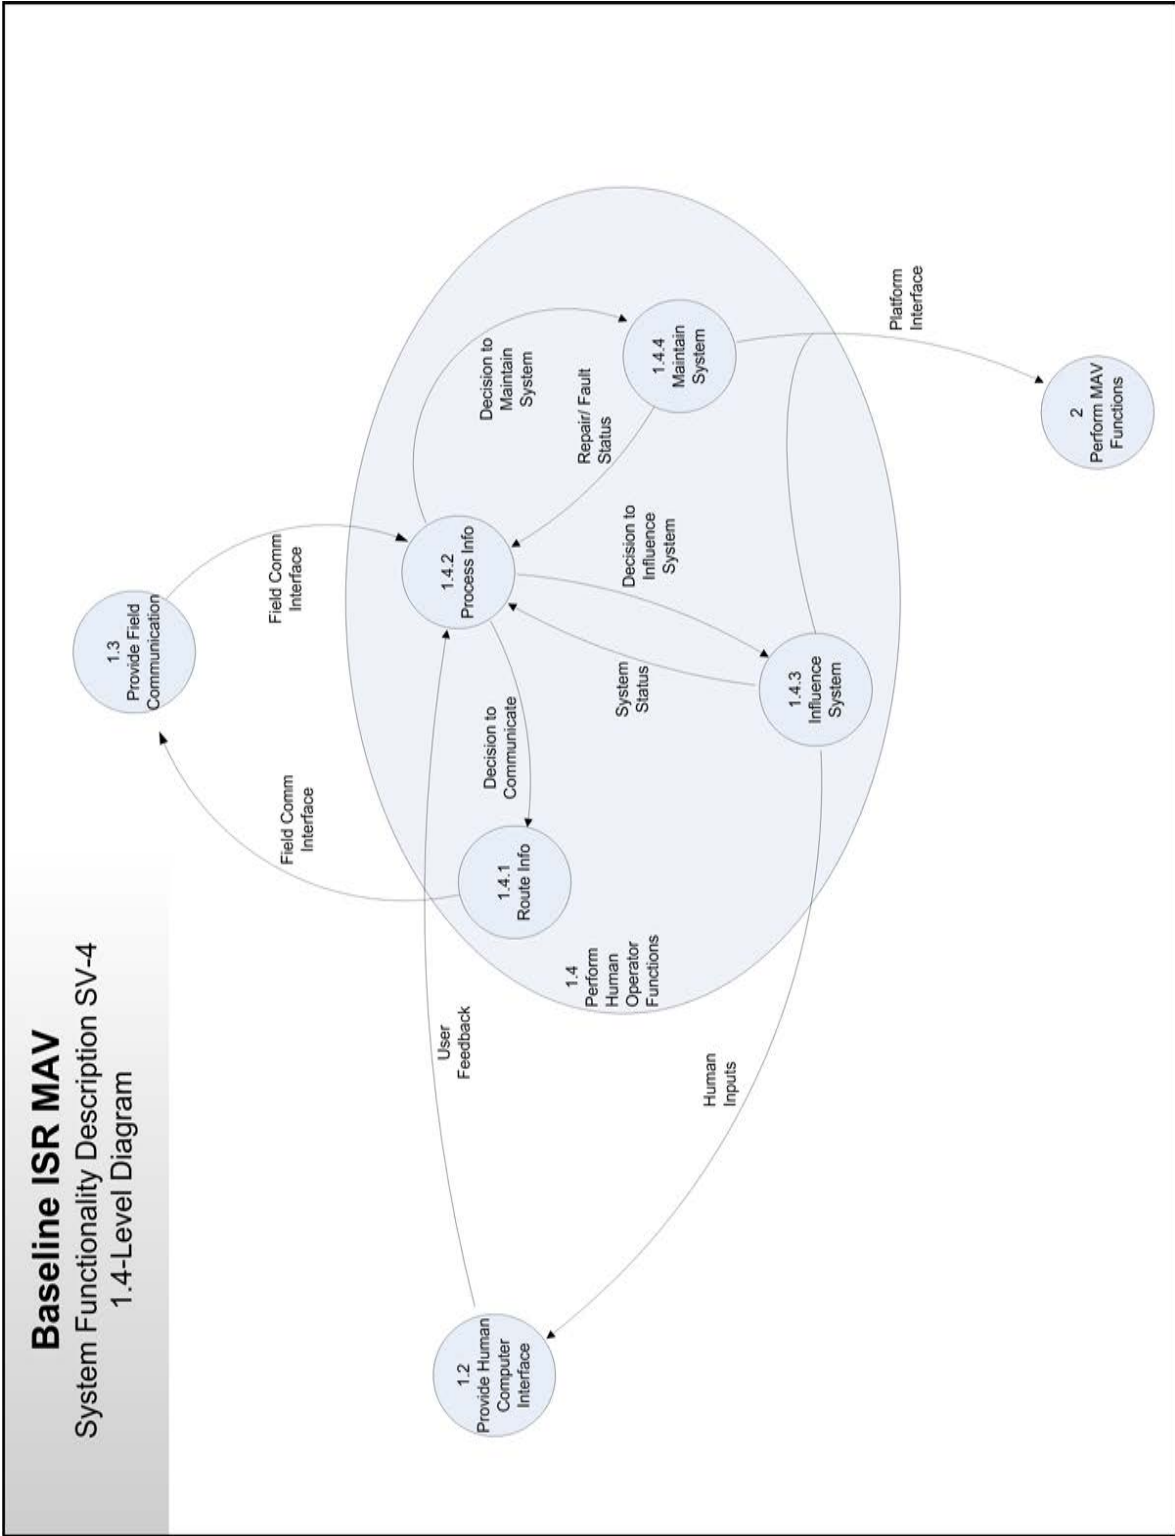 Baseline ISR MAV
System Functionality Description SV-4
1.4-Level Diagram
1.3
Provide Field
Communication
Field Comm
Interface
Field Comm
Interface
1.4.2
Process Info
Decision to
Maintain
System
Repair/ Fault
Status
1.4.4
Maintain
System
Decision to
Communicate
1.4.1
Route Info
Decision to
Influence
System
System
Status
1.4.3
Influence
System
1.4
Perform
Human
Operator
Functions
User
Feedback
Human
Inputs
1.2
Provide Human
Computer
Interface
Platform
Interface
2
Perform MAV
Functions